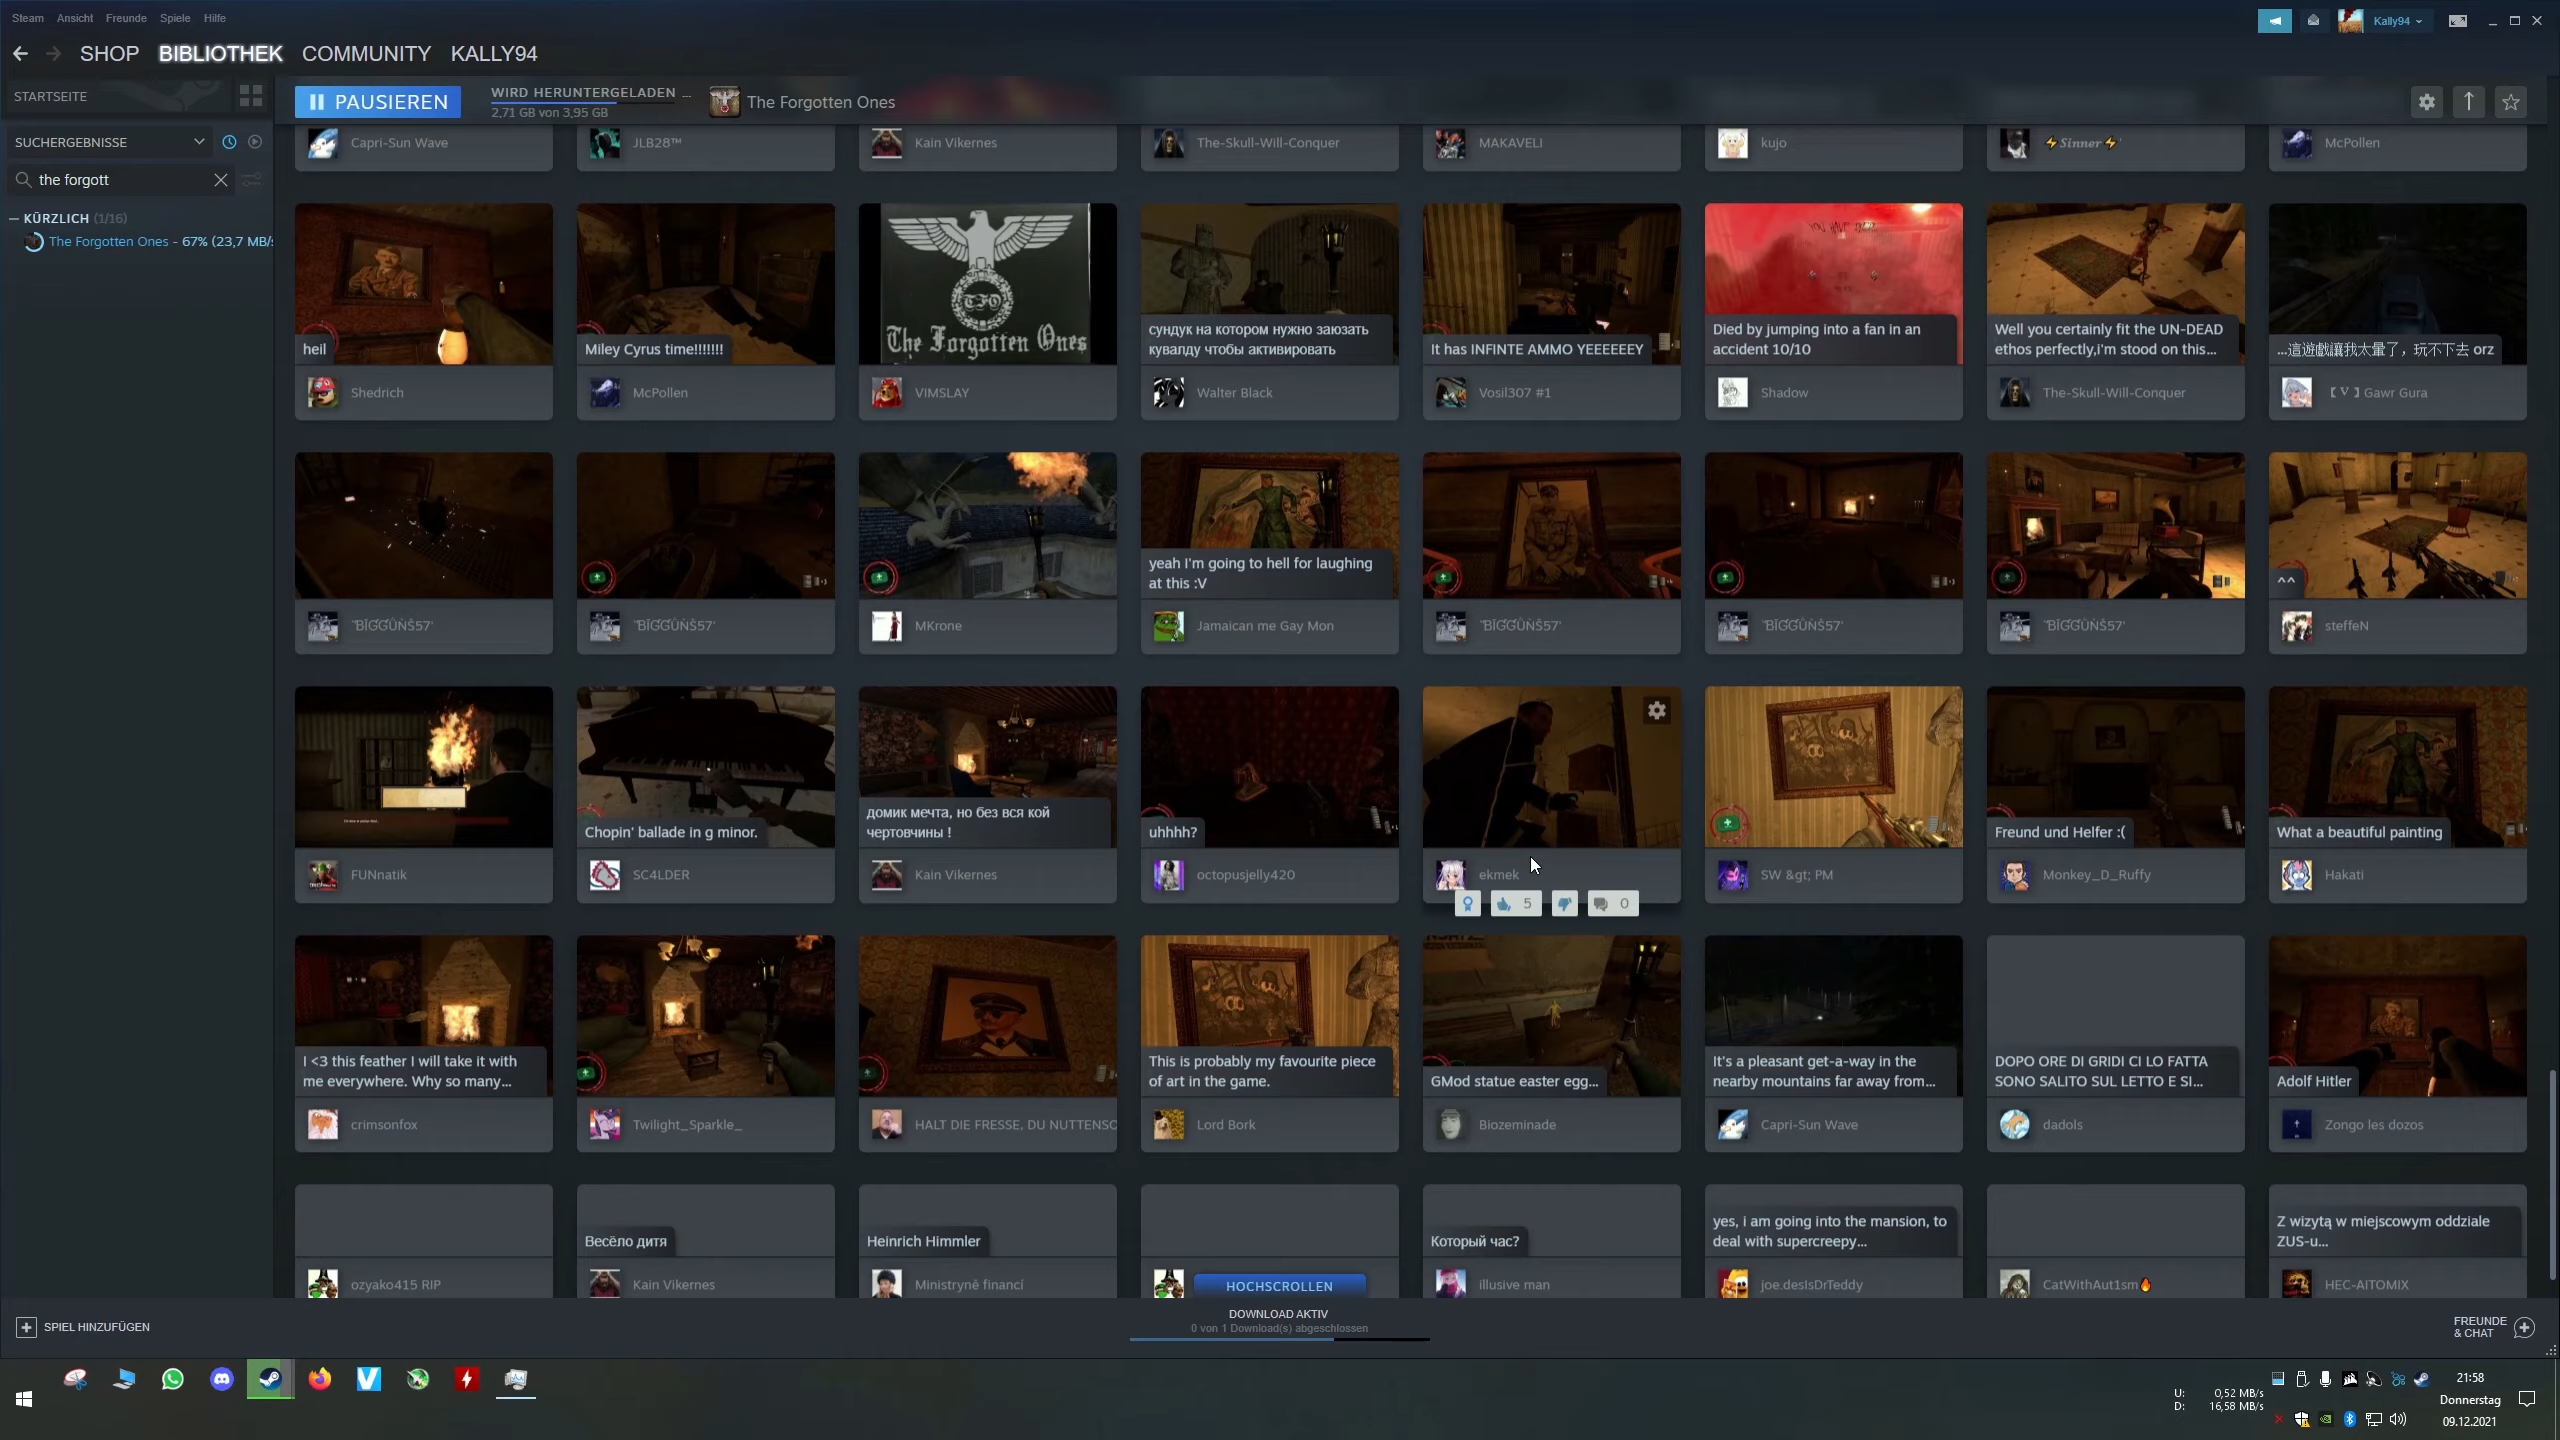 Steam Ansicht Freunde Spiele Hilfe
Kally94
SHOP BIBLIOTHEK COMMUNITY KALLY94
STARTSEITE
PAUSIEREN
WIRD HERUNTERGELADEN ...
2,71 GB von 3,95 GB
The Forgotten Ones
SUCHERGEBNISSE
the forgott
KÜRZLICH (1/16)
The Forgotten Ones - 67% (23,7 MB/s
Capri-Sun Wave
JLB28™
Kain Vikernes
The-Skull-Will-Conquer
MAKAVELI
kujo
⚡Sinner⚡'
McPollen
heil
Shedrich
Miley Cyrus time!!!!!!!
McPollen
TFO
The Forgotten Ones
VIMSLAY
сундук на котором нужно заюзать
кувалду чтобы активировать
Walter Black
It has INFINTE AMMO YEEEEEEY
Vosil307 #1
YOU HAVE DIED
Died by jumping into a fan in an
accident 10/10
Shadow
Well you certainly fit the UN-DEAD
ethos perfectly,i'm stood on this...
The-Skull-Will-Conquer
...這遊戲讓我太暈了，玩不下去 orz
【V】Gawr Gura
MKrone
yeah I'm going to hell for laughing
at this :V
Jamaican me Gay Mon
^^
steffeN
FUNnatik
Chopin' ballade in g minor.
SC4LDER
домик мечта, но без вся кой
чертовчины !
Kain Vikernes
uhhhh?
octopusjelly420
ekmek
5
0
SW &gt; PM
Freund und Helfer :(
Monkey_D_Ruffy
What a beautiful painting
Hakati
I <3 this feather I will take it with
me everywhere. Why so many...
crimsonfox
Twilight_Sparkle_
HALT DIE FRESSE, DU NUTTENSO
This is probably my favourite piece
of art in the game.
Lord Bork
GMod statue easter egg...
Biozeminade
It's a pleasant get-a-way in the
nearby mountains far away from...
Capri-Sun Wave
DOPO ORE DI GRIDI CI LO FATTA
SONO SALITO SUL LETTO E SI...
dadols
Adolf Hitler
Zongo les dozos
ozyako415 RIP
Весёло дитя
Kain Vikernes
Heinrich Himmler
Ministryně financí
HOCHSCROLLEN
Который час?
illusive man
yes, i am going into the mansion, to
deal with supercreepy...
joe.desIsDrTeddy
CatWithAut1sm🔥
Z wizytą w miejscowym oddziale
ZUS-u...
HEC-AITOMIX
SPIEL HINZUFÜGEN
DOWNLOAD AKTIV
0 von 1 Download(s) abgeschlossen
FREUNDE
& CHAT
U: 0,52 MB/s
D: 16,58 MB/s
21:58
Donnerstag
09.12.2021